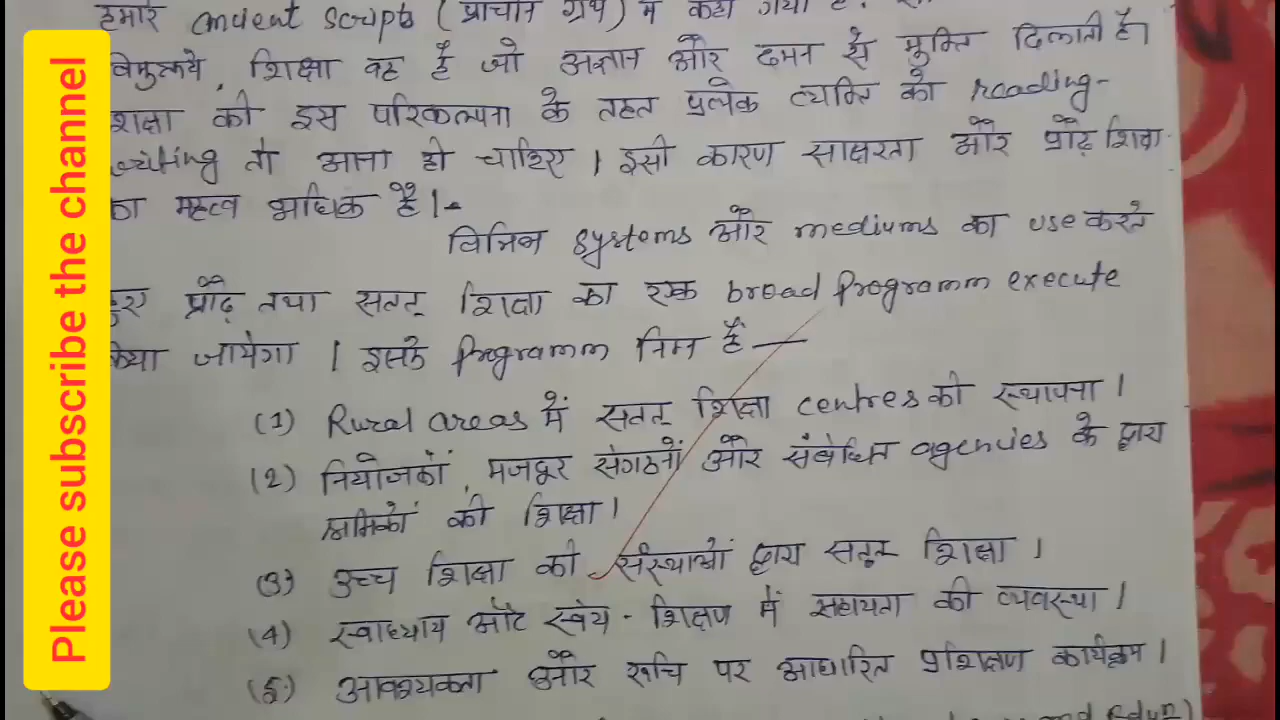 हमारे ancient scripts (प्राचीन ग्रंथ) में कहा गया है
विमुक्तये, शिक्षा वह है जो अज्ञान और दमन से मुक्ति दिलाती है।
शिक्षा की इस परिकल्पना के तहत प्रत्येक व्यक्ति को reading-
writing तो आना ही चाहिए। इसी कारण साक्षरता और प्रौढ़ शिक्षा
का महत्व अधिक है।
विभिन्न systems और mediums का use करते
हुए प्रौढ़ तथा सतत् शिक्षा का एक broad programm execute
किया जायेगा। इसके programm निम्न हैं —
(1) Rural areas में सतत् शिक्षा centres की स्थापना।
(2) नियोजकों, मजदूर संगठनों और संबंधित agencies के द्वारा
श्रमिकों की शिक्षा।
(3) उच्च शिक्षा की संस्थाओं द्वारा सतत् शिक्षा।
(4) स्वाध्याय और स्वंय-शिक्षण में सहायता की व्यवस्था।
(5) आवश्यकता और रूचि पर आधारित प्रशिक्षण कार्यक्रम।
Please subscribe the channel